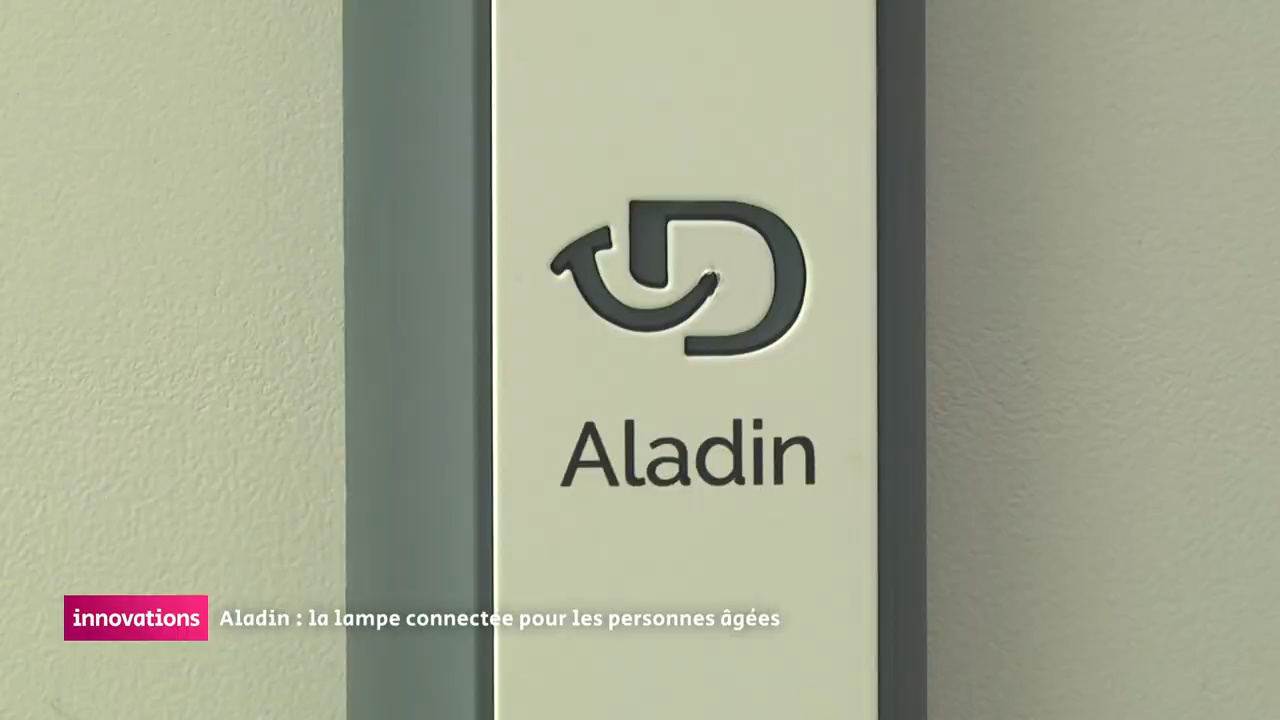 Aladin
innovations
Aladin : la lampe connectée pour les personnes âgées